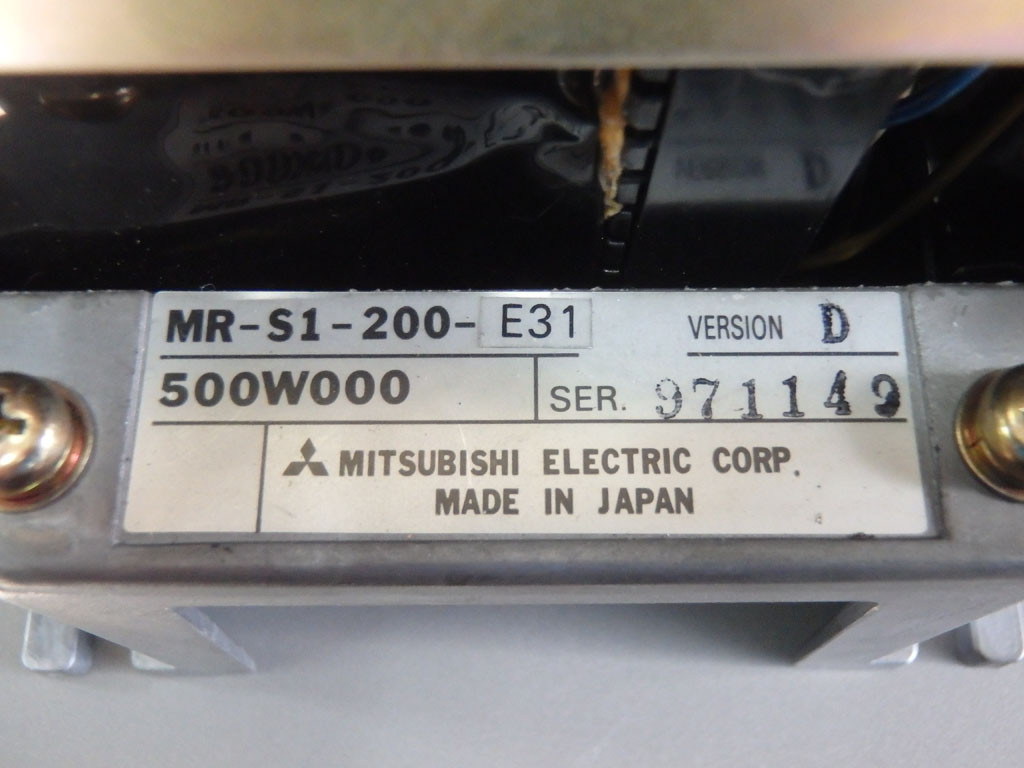 MR-S1-200- E31 VERSION D
500W000 SER. 971149
MITSUBISHI ELECTRIC CORP.
MADE IN JAPAN